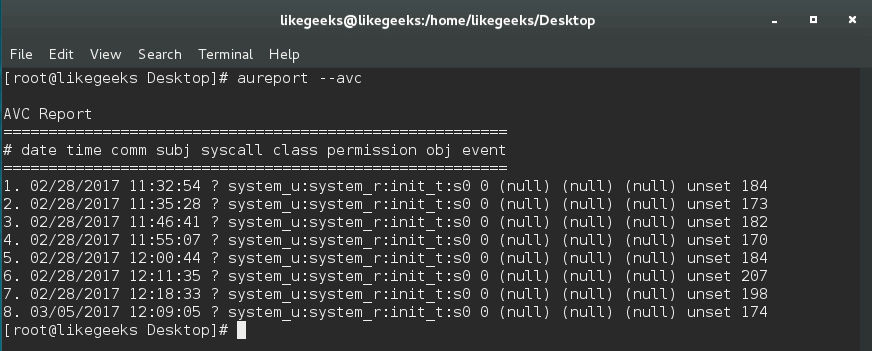 likegeeks@likegeeks:/home/likegeeks/Desktop
File Edit View Search Terminal Help
[root@likegeeks Desktop]# aureport --avc
AVC Report
========================================================
# date time comm subj syscall class permission obj event
========================================================
1. 02/28/2017 11:32:54 ? system_u:system_r:init_t:s0 0 (null) (null) (null) unset 184
2. 02/28/2017 11:35:28 ? system_u:system_r:init_t:s0 0 (null) (null) (null) unset 173
3. 02/28/2017 11:46:41 ? system_u:system_r:init_t:s0 0 (null) (null) (null) unset 182
4. 02/28/2017 11:55:07 ? system_u:system_r:init_t:s0 0 (null) (null) (null) unset 170
5. 02/28/2017 12:00:44 ? system_u:system_r:init_t:s0 0 (null) (null) (null) unset 184
6. 02/28/2017 12:11:35 ? system_u:system_r:init_t:s0 0 (null) (null) (null) unset 207
7. 02/28/2017 12:18:33 ? system_u:system_r:init_t:s0 0 (null) (null) (null) unset 198
8. 03/05/2017 12:09:05 ? system_u:system_r:init_t:s0 0 (null) (null) (null) unset 174
[root@likegeeks Desktop]#